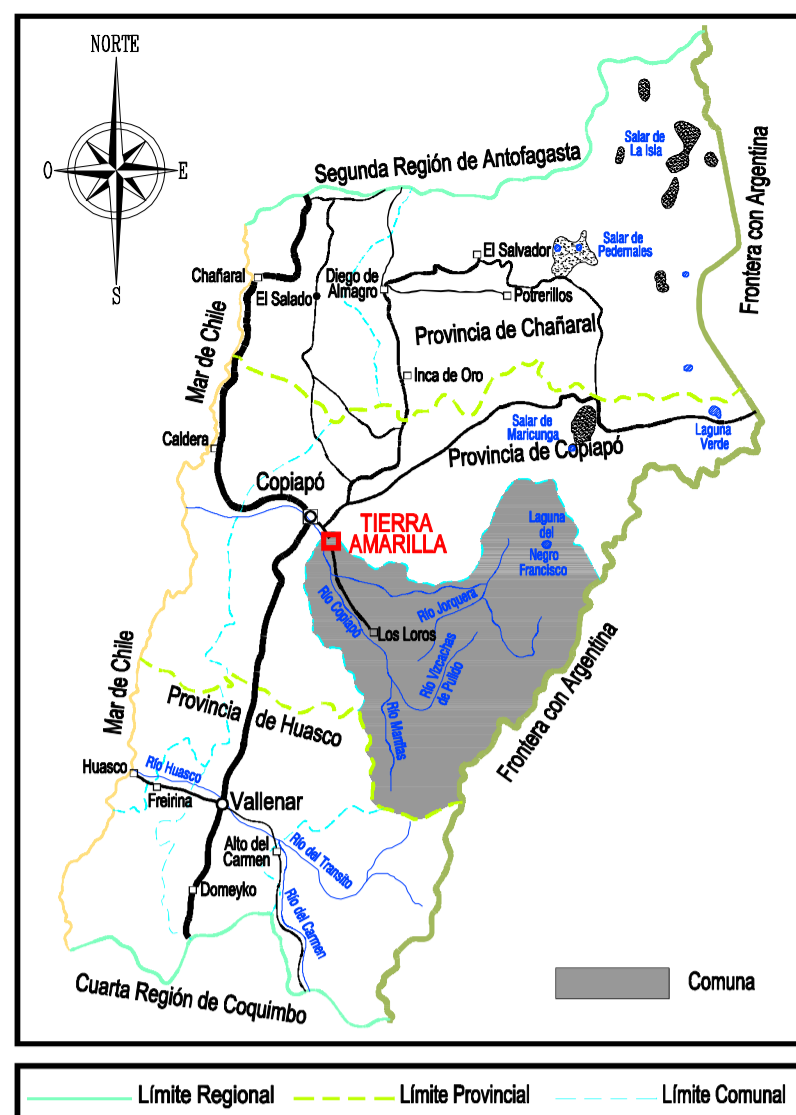 NORTE
O
E
S
Segunda Región de Antofagasta
Salar de
La Isla
Frontera con Argentina
Salar de
Pedernales
El Salvador
Chañaral
Diego de
Almagro
El Salado
Potrerillos
Mar de Chile
Provincia de Chañaral
Inca de Oro
Salar de
Maricunga
Laguna
Verde
Caldera
Provincia de Copiapó
Copiapó
TIERRA
AMARILLA
Laguna
del
Negro
Francisco
Río Jorquera
Río Copiapó
Los Loros
Río Vizcachas
de Pulido
Río Manflas
Frontera con Argentina
Mar de Chile
Provincia de Huasco
Huasco
Río Huasco
Freirina
Vallenar
Alto del
Carmen
Río del Transito
Domeyko
Río del Carmen
Cuarta Región de Coquimbo
Comuna
Límite Regional
Límite Provincial
Límite Comunal